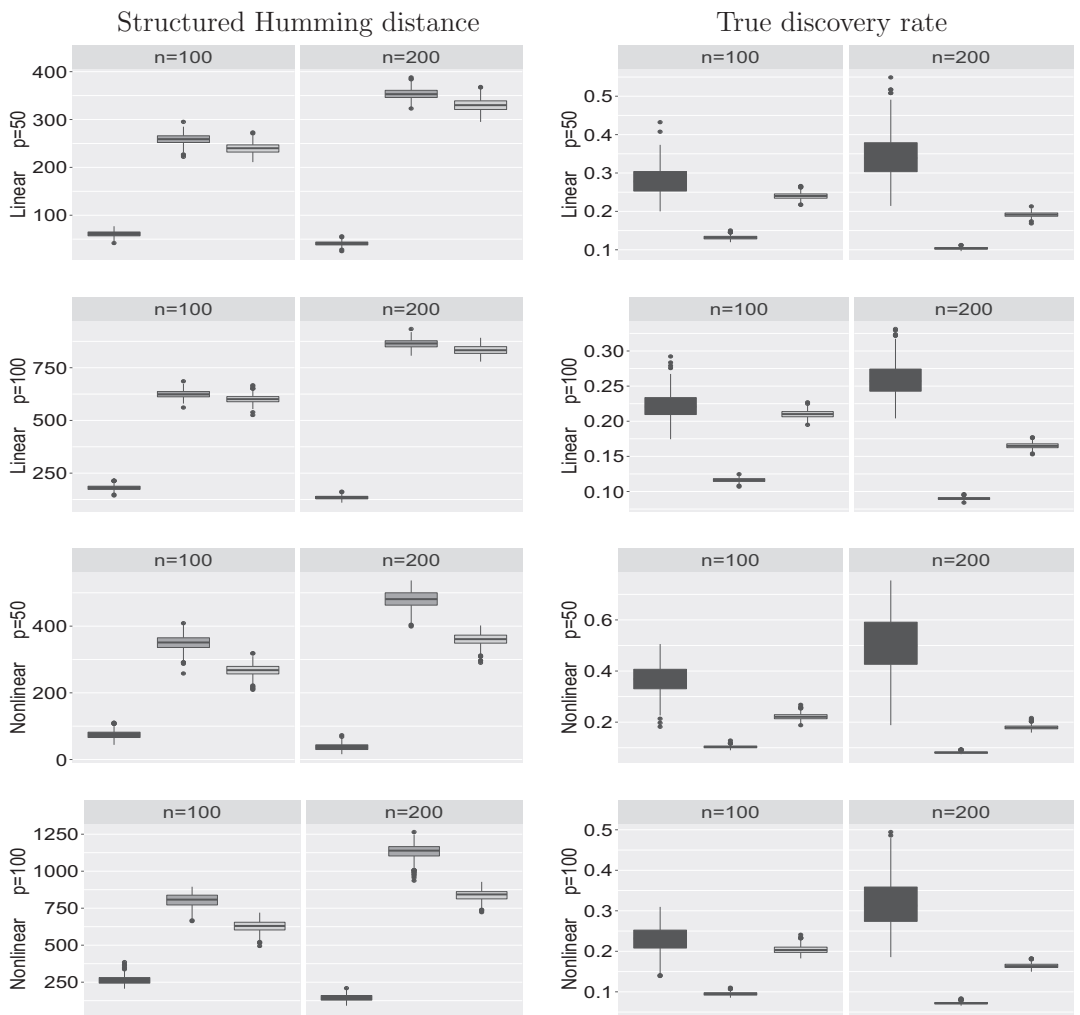 Structured Humming distance
True discovery rate
n=100 n=200
400
300
200
100
Linear p=50
n=100 n=200
0.5
0.4
0.3
0.2
0.1
Linear p=50
n=100 n=200
750
500
250
Linear p=100
n=100 n=200
0.30
0.25
0.20
0.15
0.10
Linear p=100
n=100 n=200
400
200
0
Nonlinear p=50
n=100 n=200
0.6
0.4
0.2
Nonlinear p=50
n=100 n=200
1250
1000
750
500
250
Nonlinear p=100
n=100 n=200
0.5
0.4
0.3
0.2
0.1
Nonlinear p=100